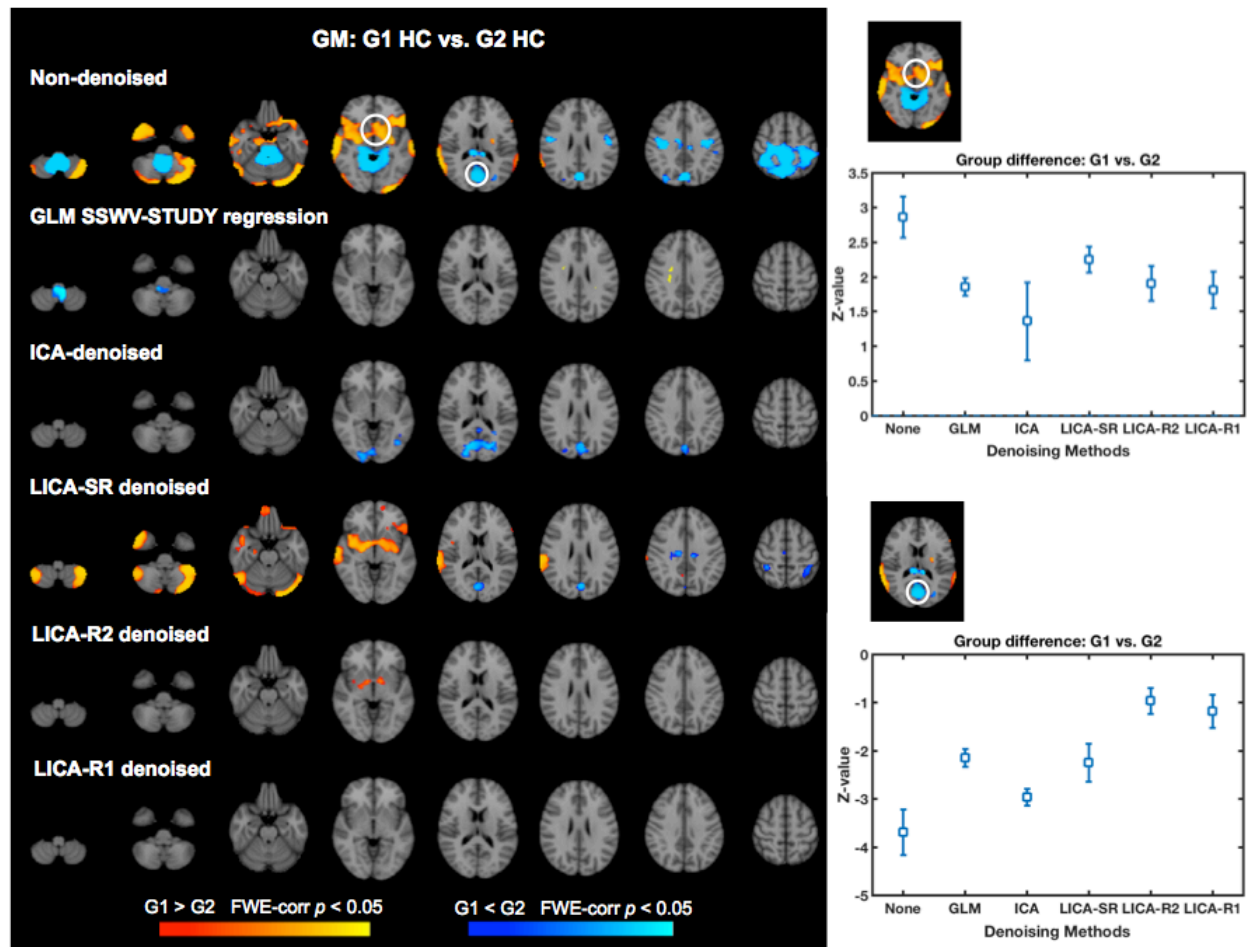 GM: G1 HC vs. G2 HC
Non-denoised
GLM SSWV-STUDY regression
ICA-denoised
LICA-SR denoised
LICA-R2 denoised
LICA-R1 denoised
G1 > G2 FWE-corr p < 0.05
G1 < G2 FWE-corr p < 0.05
Group difference: G1 vs. G2
3.5
3
2.5
2
1.5
1
0.5
0
Z-value
None GLM ICA LICA-SR LICA-R2 LICA-R1
Denoising Methods
Group difference: G1 vs. G2
0
-1
-2
-3
-4
-5
Z-value
None GLM ICA LICA-SR LICA-R2 LICA-R1
Denoising Methods